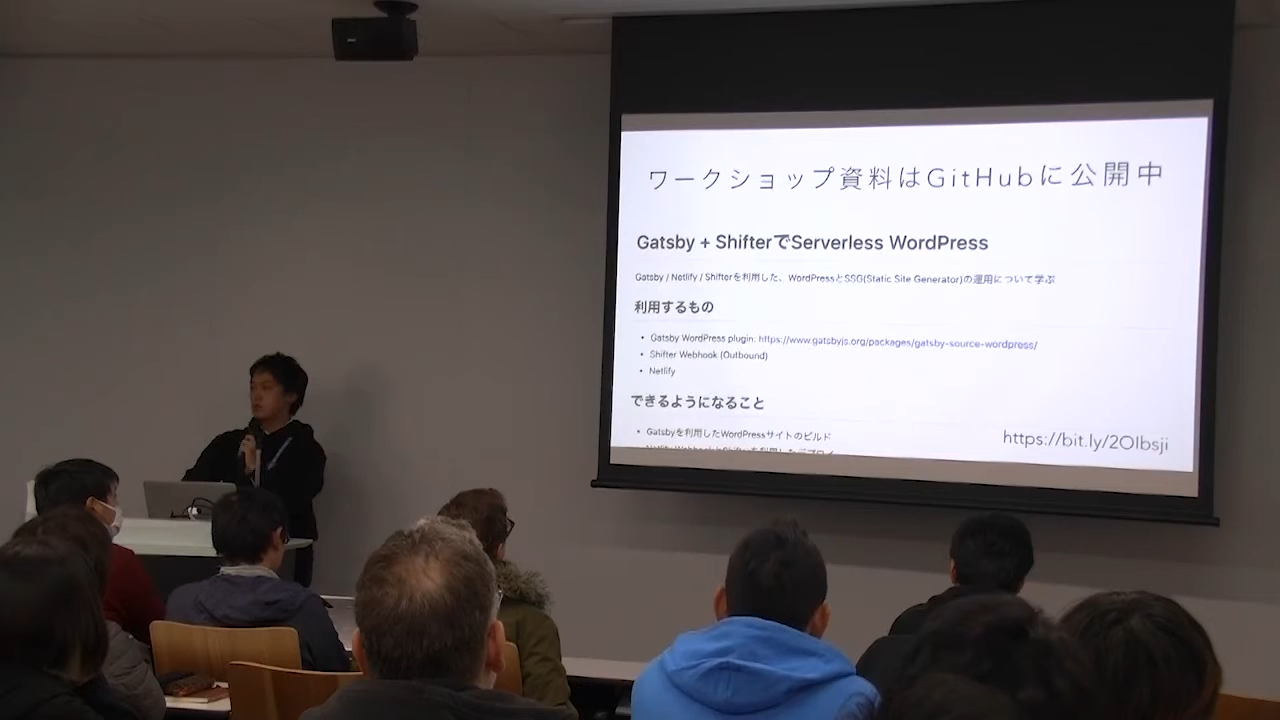 ワークショップ資料はGitHubに公開中
Gatsby + ShifterでServerless WordPress
Gatsby / Netlify / Shifterを利用した、WordPressとSSG(Static Site Generator)の運用について学ぶ
利用するもの
• Gatsby WordPress plugin: https://www.gatsbyjs.org/packages/gatsby-source-wordpress/
• Shifter Webhook (Outbound)
• Netlify
できるようになること
• Gatsbyを利用したWordPressサイトのビルド
https://bit.ly/2OIbsji